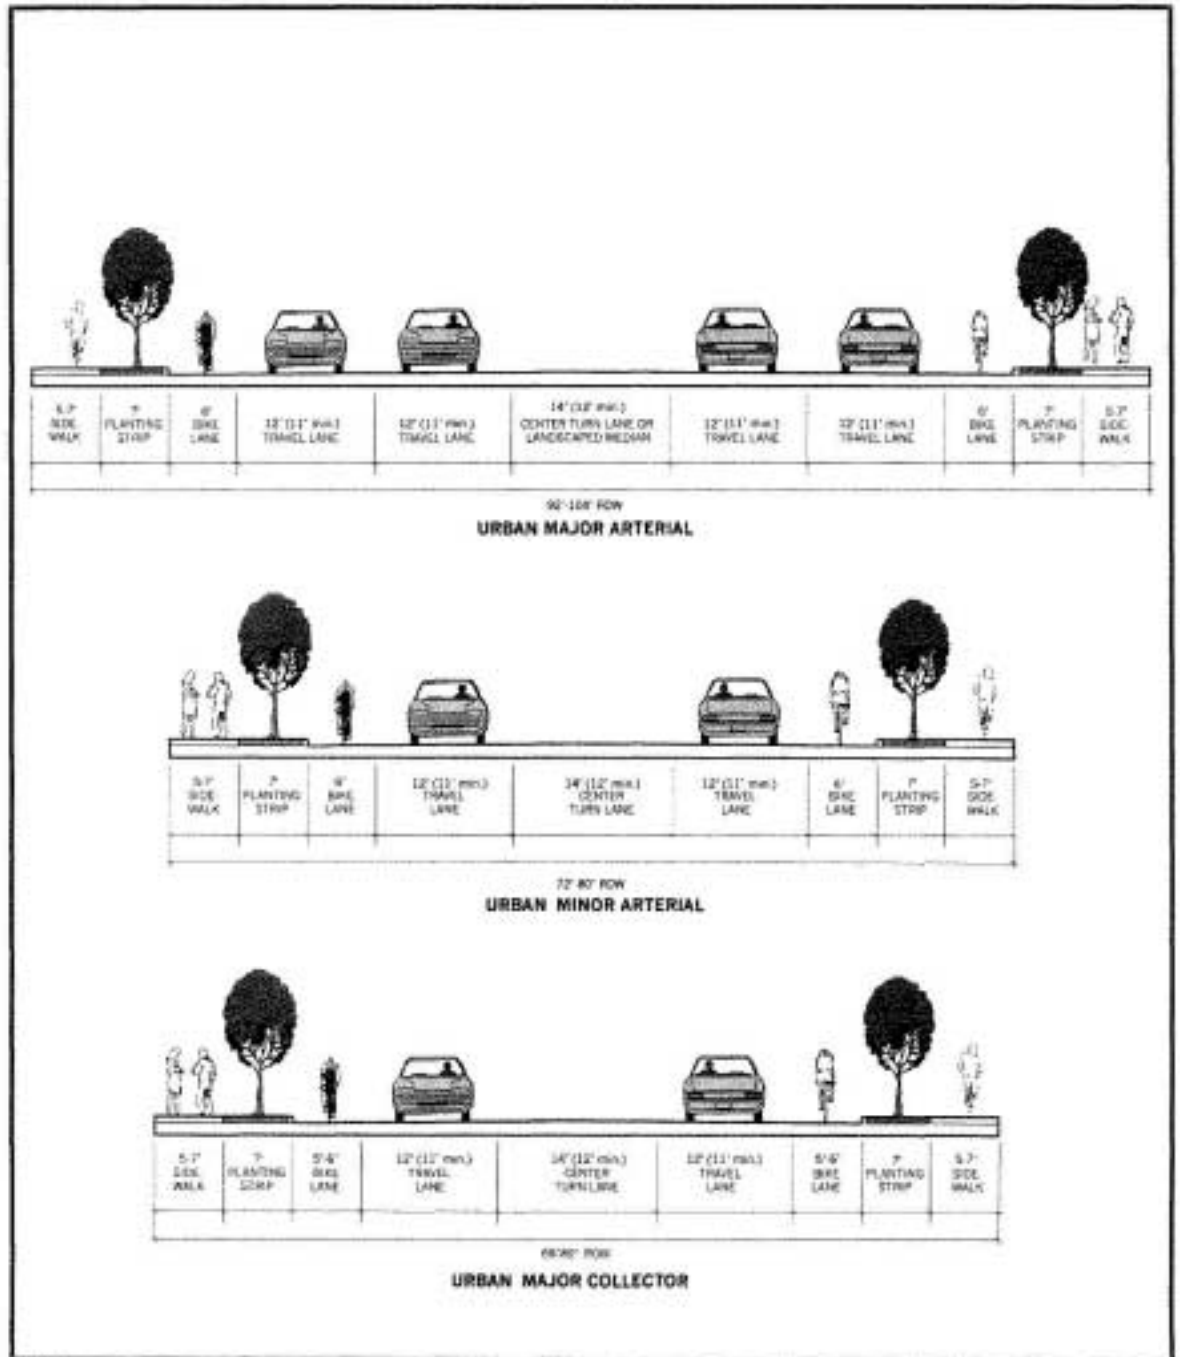 5-7'
SIDE
WALK
7'
PLANTING
STRIP
6'
BIKE
LANE
12' (11' min.)
TRAVEL LANE
12' (11' min.)
TRAVEL LANE
14' (12' min.)
CENTER TURN LANE OR
LANDSCAPED MEDIAN
12' (11' min.)
TRAVEL LANE
12' (11' min.)
TRAVEL LANE
6'
BIKE
LANE
7'
PLANTING
STRIP
5-7'
SIDE
WALK
ROW
URBAN MAJOR ARTERIAL
5-7'
SIDE
WALK
7'
PLANTING
STRIP
6'
BIKE
LANE
12' (11' min.)
TRAVEL
LANE
14' (12' min.)
CENTER
TURN LANE
12' (11' min.)
TRAVEL
LANE
6'
BIKE
LANE
7'
PLANTING
STRIP
5-7'
SIDE
WALK
72'-80' ROW
URBAN MINOR ARTERIAL
5-7'
SIDE
WALK
7'
PLANTING
STRIP
5'-6'
BIKE
LANE
12' (11' min.)
TRAVEL
LANE
14' (12' min.)
CENTER
TURN LANE
12' (11' min.)
TRAVEL
LANE
5'-6'
BIKE
LANE
7'
PLANTING
STRIP
5-7'
SIDE
WALK
ROW
URBAN MAJOR COLLECTOR